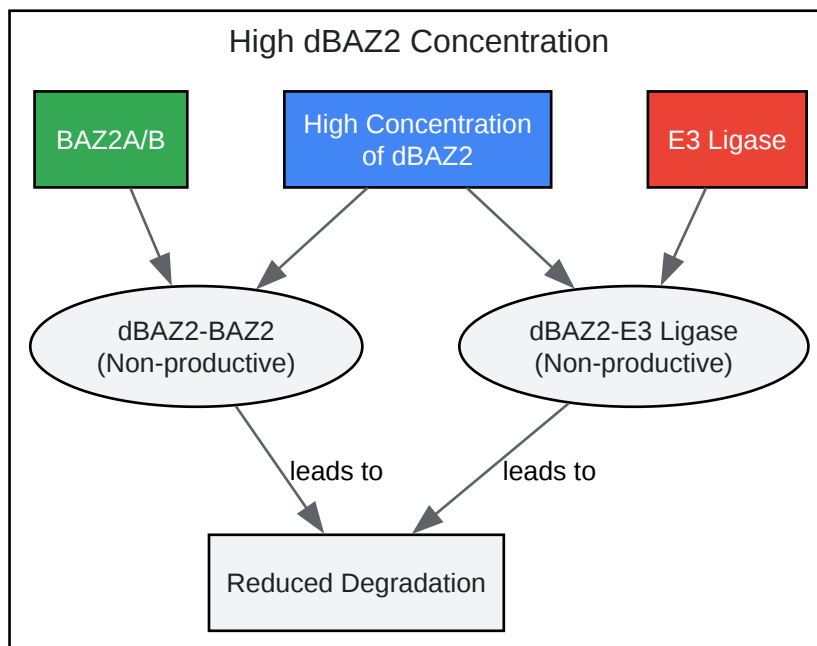 High dBAZ2 Concentration
BAZ2A/B
High Concentration
of dBAZ2
E3 Ligase
dBAZ2-BAZ2
(Non-productive)
dBAZ2-E3 Ligase
(Non-productive)
leads to
leads to
Reduced Degradation